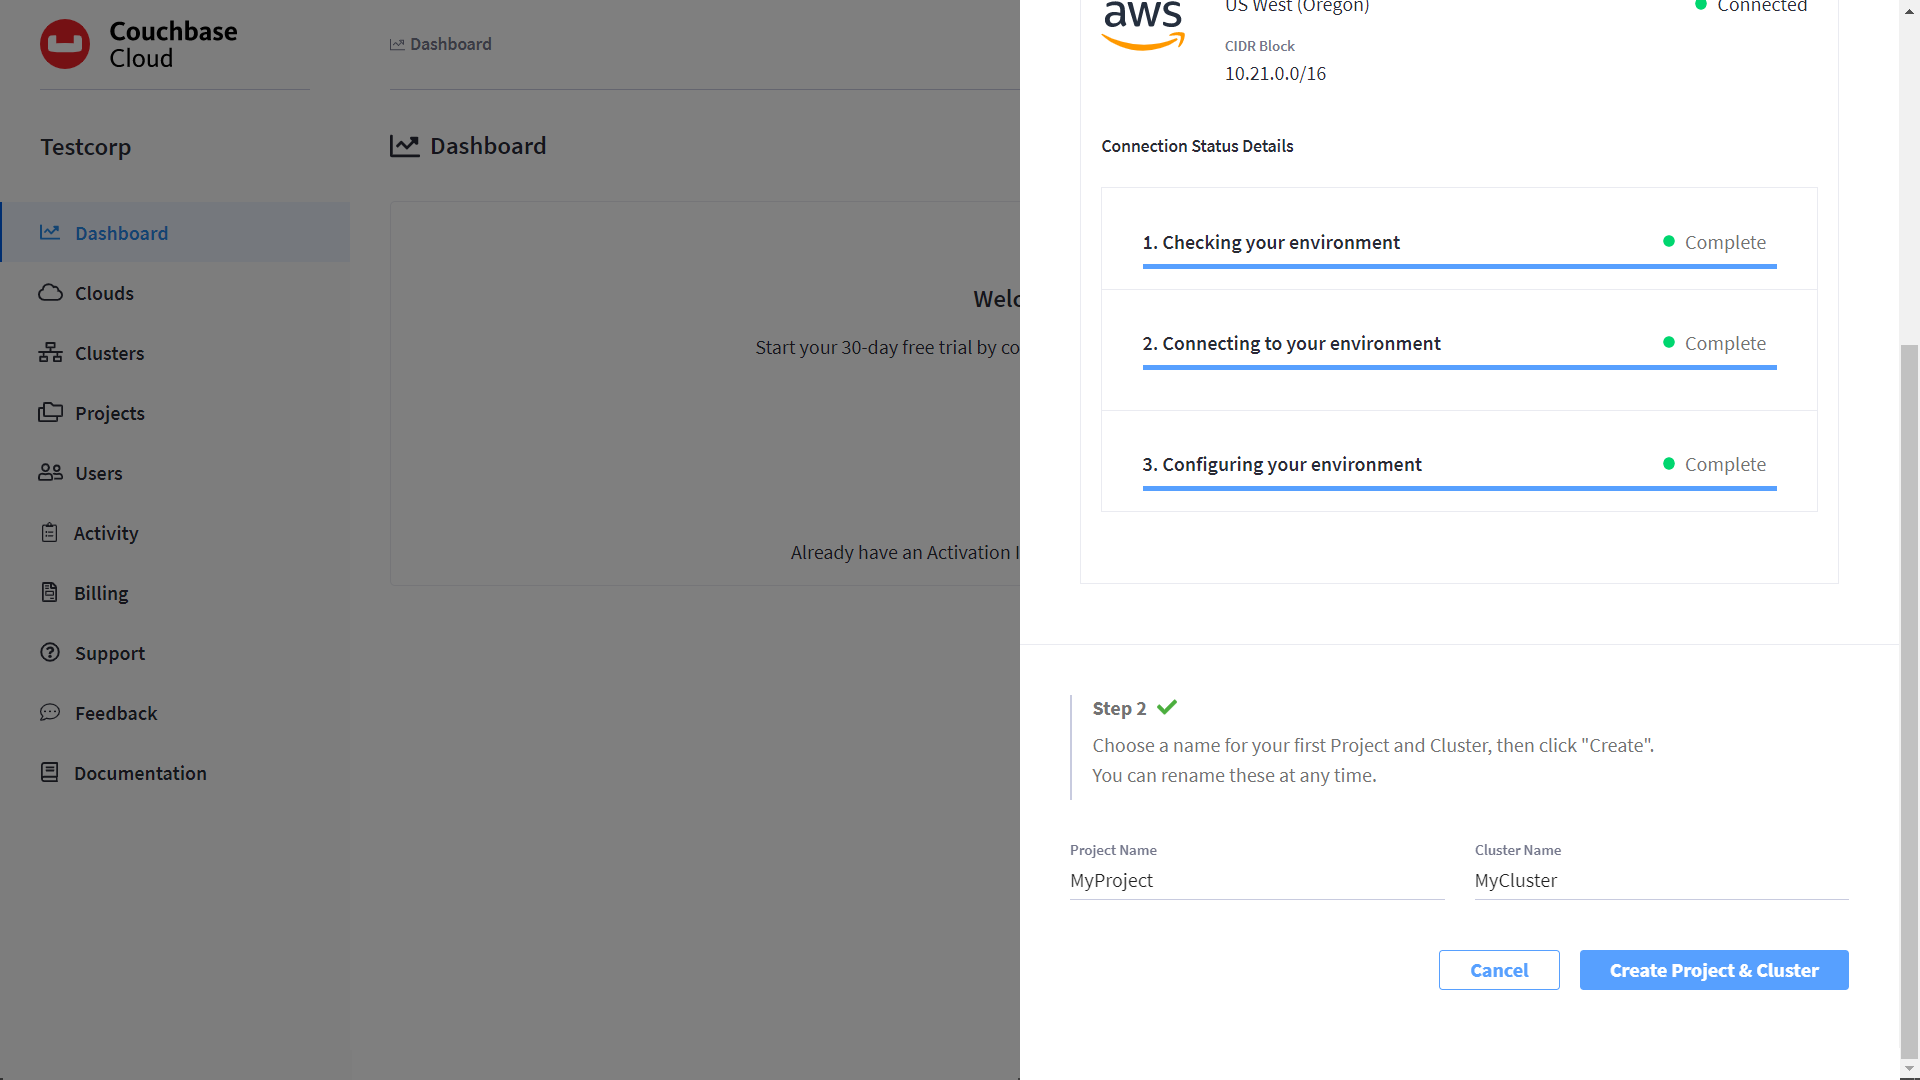 Couchbase
Cloud
Testcorp
Dashboard
Clouds
Clusters
Projects
Users
Activity
Billing
Support
Feedback
Documentation
Dashboard
Dashboard
Start your 30-day free trial by
Already have an Activation
aws
US West (Oregon)
Connected
CIDR Block
10.21.0.0/16
Connection Status Details
1. Checking your environment
Complete
2. Connecting to your environment
Complete
3. Configuring your environment
Complete
Step 2
Choose a name for your first Project and Cluster, then click "Create".
You can rename these at any time.
Project Name
MyProject
Cluster Name
MyCluster
Cancel
Create Project & Cluster